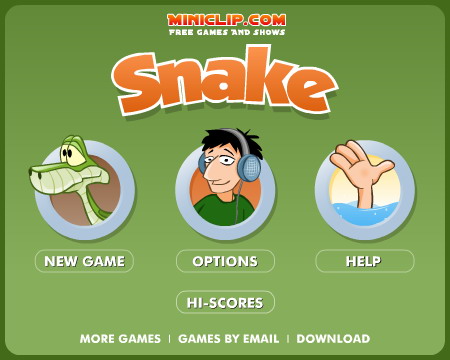 MINICLIP.COM
FREE GAMES AND SHOWS
Snake
NEW GAME
OPTIONS
HELP
HI-SCORES
MORE GAMES | GAMES BY EMAIL | DOWNLOAD